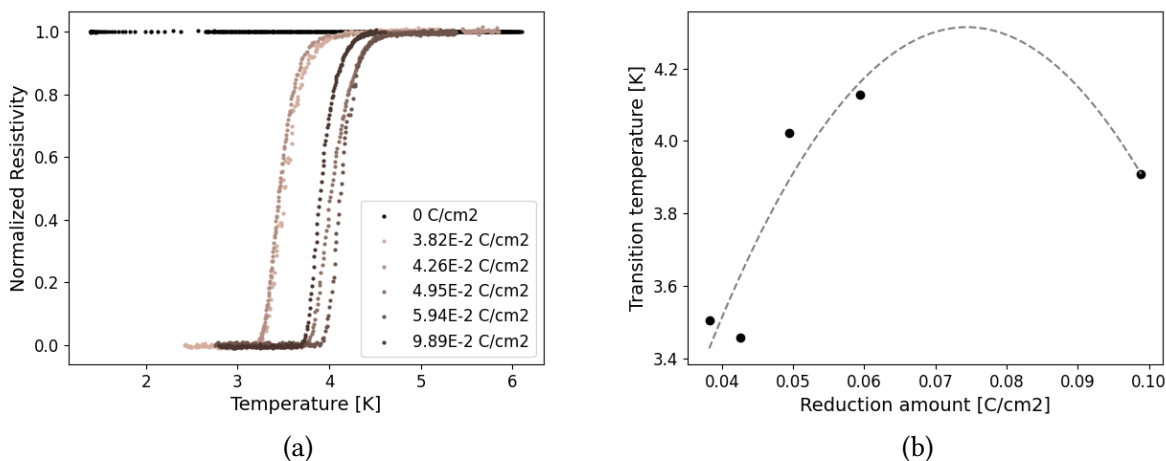 1.0
0.8
0.6
0.4
0.2
0.0
Normalized Resistivity
0 C/cm2
3.82E-2 C/cm2
4.26E-2 C/cm2
4.95E-2 C/cm2
5.94E-2 C/cm2
9.89E-2 C/cm2
2 3 4 5 6
Temperature [K]
(a)
4.2
4.0
3.8
3.6
3.4
Transition temperature [K]
0.04 0.05 0.06 0.07 0.08 0.09 0.10
Reduction amount [C/cm2]
(b)